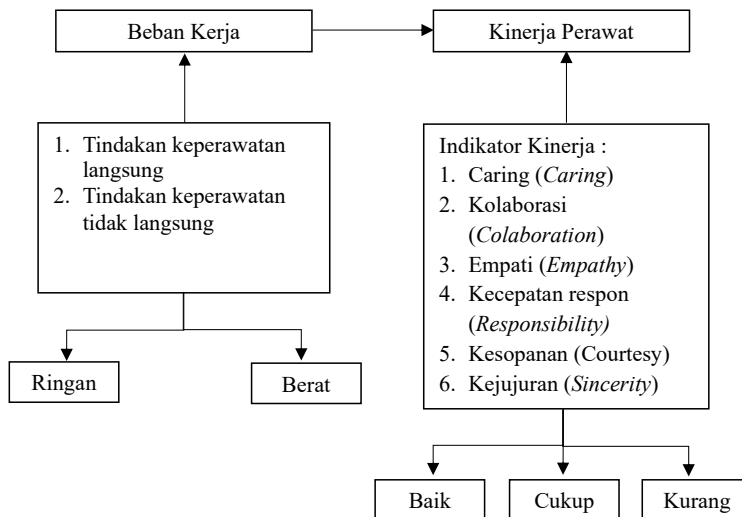 Beban Kerja
Kinerja Perawat
1. Tindakan keperawatan
langsung
2. Tindakan keperawatan
tidak langsung
Indikator Kinerja :
1. Caring (Caring)
2. Kolaborasi
(Colaboration)
3. Empati (Empathy)
4. Kecepatan respon
(Responsibility)
5. Kesopanan (Courtesy)
6. Kejujuran (Sincerity)
Ringan
Berat
Baik
Cukup
Kurang